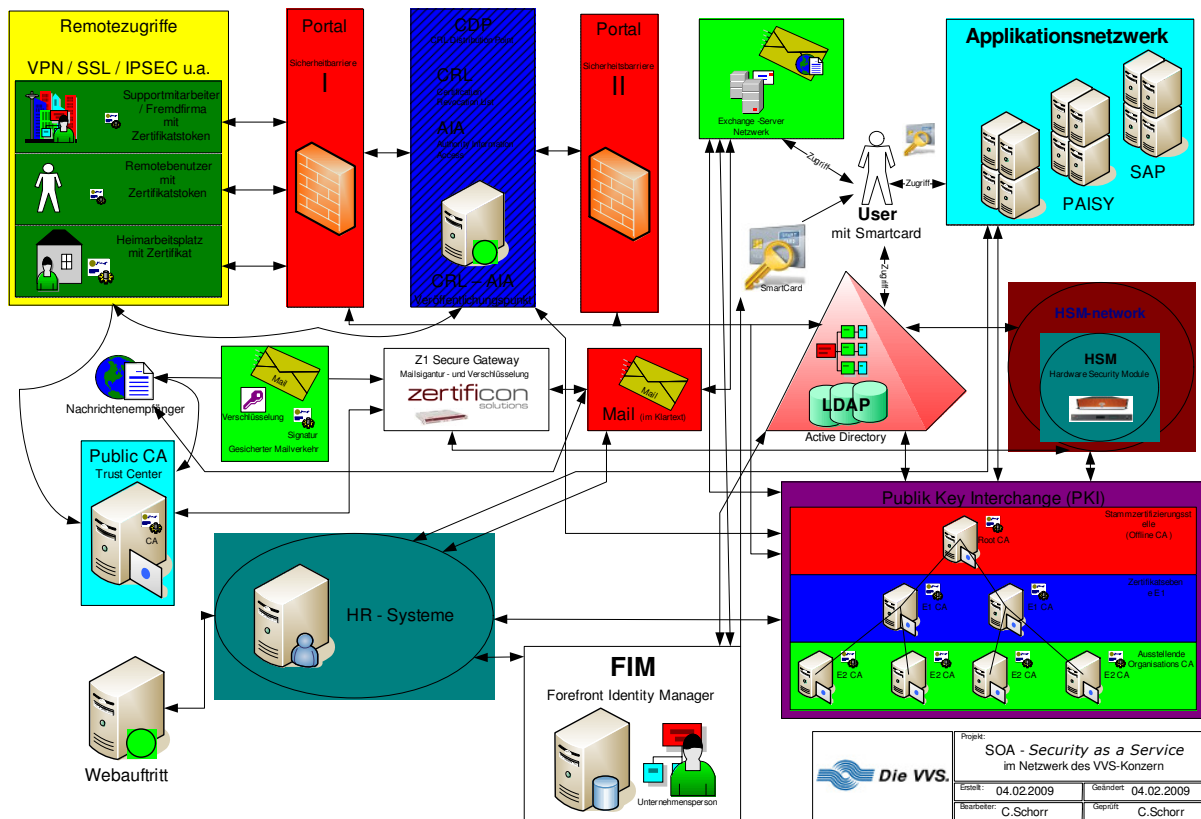 Remotezugriffe
VPN / SSL / IPSEC u.a.
Supportmitarbeiter
/ Fremdfirma
mit
Zertifikatstoken
Remotebenutzer
mit
Zertifikatstoken
Heimarbeitsplatz
mit Zertifikat
Portal
Sicherheitbarriere
I
CDP
CRL
AIA
CRL – AIA
Portal
Sicherheitsbarriere
II
Exchange -Server
Netzwerk
Zugriff
Zugriff
Zugriff
User
mit Smartcard
SmartCard
Applikationsnetzwerk
SAP
PAISY
HSM-network
HSM
Hardware Security Module
LDAP
Active Directory
Nachrichtenempfänger
Mail
Verschlüsselung
Signatur
Gesicherter Mailverkehr
Z1 Secure Gateway
Mailsigantur - und Verschlüsselung
zertificon
solutions
Mail
Mail (Im Klartext)
Public CA
Trust Center
CA
HR - Systeme
Webauftritt
FIM
Forefront Identity Manager
Unternehmensperson
Publik Key Interchange (PKI)
Stammzertifizierungsst
elle
(Offline CA)
Root CA
E1 CA
E1 CA
Ausstellende
Organisations CA
E2 CA
E2 CA
E2 CA
E2 CA
Die VVS.
Projekt:
SOA - Security as a Service
im Netzwerk des VVS-Konzern
Erstellt: 04.02.2009
Geändert: 04.02.2009
Bearbeiter: C.Schorr
Geprüft: C.Schorr